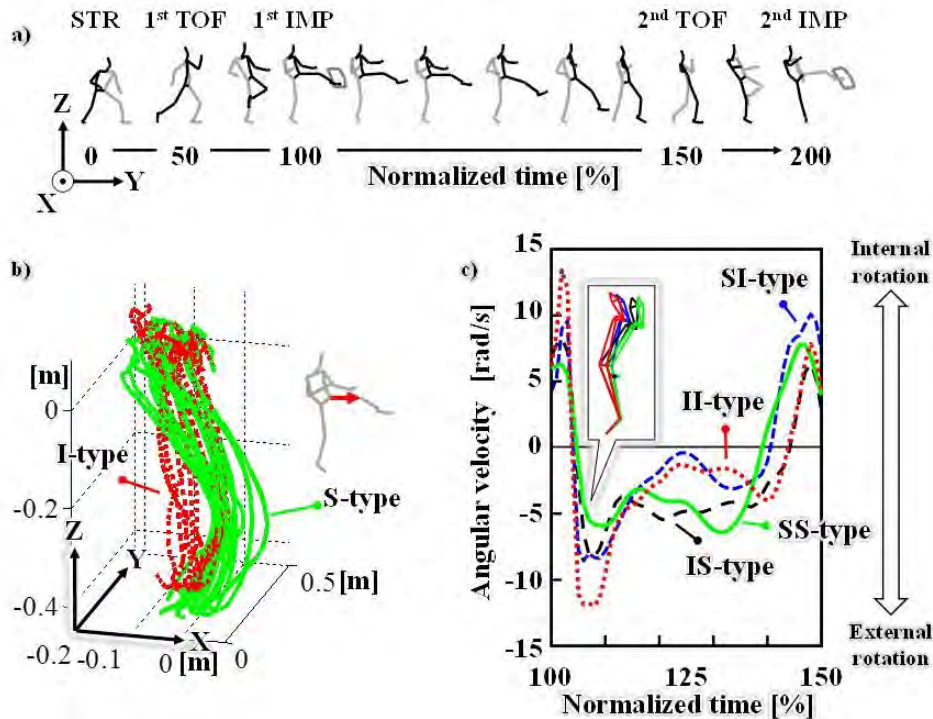 STR 1st TOF 1st IMP 2nd TOF 2nd IMP
a)
Z
X
Y
0 50 100 150 200
Normalized time [%]
b)
[m]
0
I-type
-0.2
S-type
Z
Y
-0.4
X
0.5 [m]
-0.2 -0.1 0 [m] 0
c)
15
10
5
0
-5
-10
-15
Angular velocity [rad/s]
SI-type
II-type
SS-type
IS-type
100 125 150
Normalized time [%]
Internal
rotation
External
rotation